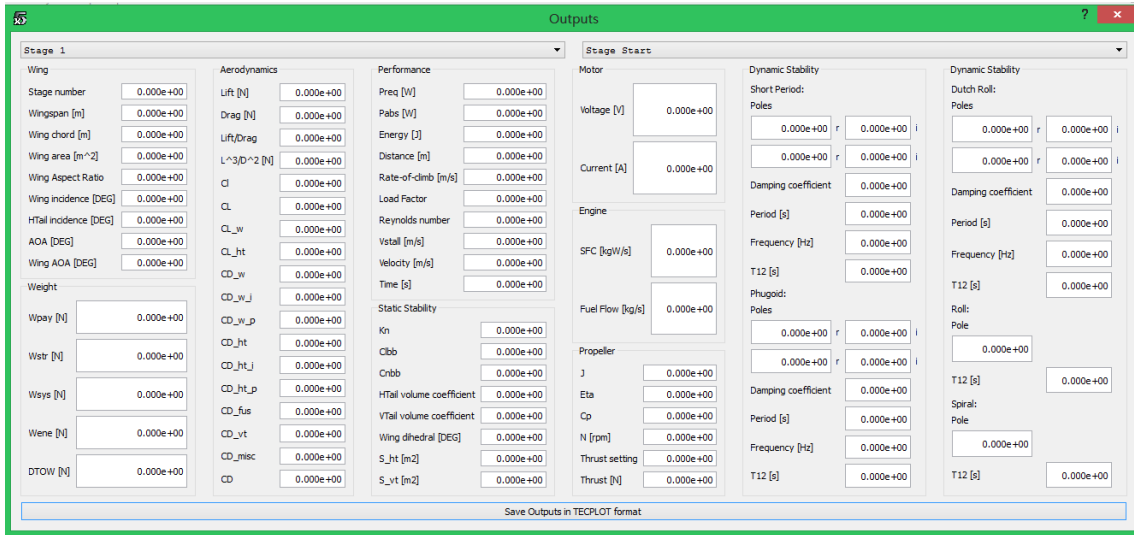 Outputs
?
×
Stage 1
Stage Start
Wing
Stage number 0.000e+00
Wingspan [m] 0.000e+00
Wing chord [m] 0.000e+00
Wing area [m^2] 0.000e+00
Wing Aspect Ratio 0.000e+00
Wing incidence [DEG] 0.000e+00
HTail incidence [DEG] 0.000e+00
AOA [DEG] 0.000e+00
Wing AOA [DEG] 0.000e+00
Weight
Wpay [N] 0.000e+00
Wstr [N] 0.000e+00
Wsys [N] 0.000e+00
Wene [N] 0.000e+00
DTOW [N] 0.000e+00
Aerodynamics
Lift [N] 0.000e+00
Drag [N] 0.000e+00
Lift/Drag 0.000e+00
L^3/D^2 [N] 0.000e+00
Cl 0.000e+00
CL 0.000e+00
CL_w 0.000e+00
CL_ht 0.000e+00
CD_w 0.000e+00
CD_w_i 0.000e+00
CD_w_p 0.000e+00
CD_ht 0.000e+00
CD_ht_i 0.000e+00
CD_ht_p 0.000e+00
CD_fus 0.000e+00
CD_vt 0.000e+00
CD_misc 0.000e+00
CD 0.000e+00
Performance
Preq [W] 0.000e+00
Pabs [W] 0.000e+00
Energy [J] 0.000e+00
Distance [m] 0.000e+00
Rate-of-climb [m/s] 0.000e+00
Load Factor 0.000e+00
Reynolds number 0.000e+00
Vstall [m/s] 0.000e+00
Velocity [m/s] 0.000e+00
Time [s] 0.000e+00
Static Stability
Kn 0.000e+00
Clbb 0.000e+00
Cnbb 0.000e+00
HTail volume coefficient 0.000e+00
VTail volume coefficient 0.000e+00
Wing dihedral [DEG] 0.000e+00
S_ht [m2] 0.000e+00
S_vt [m2] 0.000e+00
Motor
Voltage [V] 0.000e+00
Current [A] 0.000e+00
Engine
SFC [kgW/s] 0.000e+00
Fuel Flow [kg/s] 0.000e+00
Propeller
J 0.000e+00
Eta 0.000e+00
Cp 0.000e+00
N [rpm] 0.000e+00
Thrust setting 0.000e+00
Thrust [N] 0.000e+00
Dynamic Stability
Short Period:
Poles
0.000e+00 r 0.000e+00 i
0.000e+00 r 0.000e+00 i
Damping coefficient 0.000e+00
Period [s] 0.000e+00
Frequency [Hz] 0.000e+00
T12 [s] 0.000e+00
Phugoid:
Poles
0.000e+00 r 0.000e+00 i
0.000e+00 r 0.000e+00 i
Damping coefficient 0.000e+00
Period [s] 0.000e+00
Frequency [Hz] 0.000e+00
T12 [s] 0.000e+00
Dynamic Stability
Dutch Roll:
Poles
0.000e+00 r 0.000e+00 i
0.000e+00 r 0.000e+00 i
Damping coefficient 0.000e+00
Period [s] 0.000e+00
Frequency [Hz] 0.000e+00
T12 [s] 0.000e+00
Roll:
Pole
0.000e+00
T12 [s] 0.000e+00
Spiral:
Pole
0.000e+00
T12 [s] 0.000e+00
Save Outputs in TECPLOT format